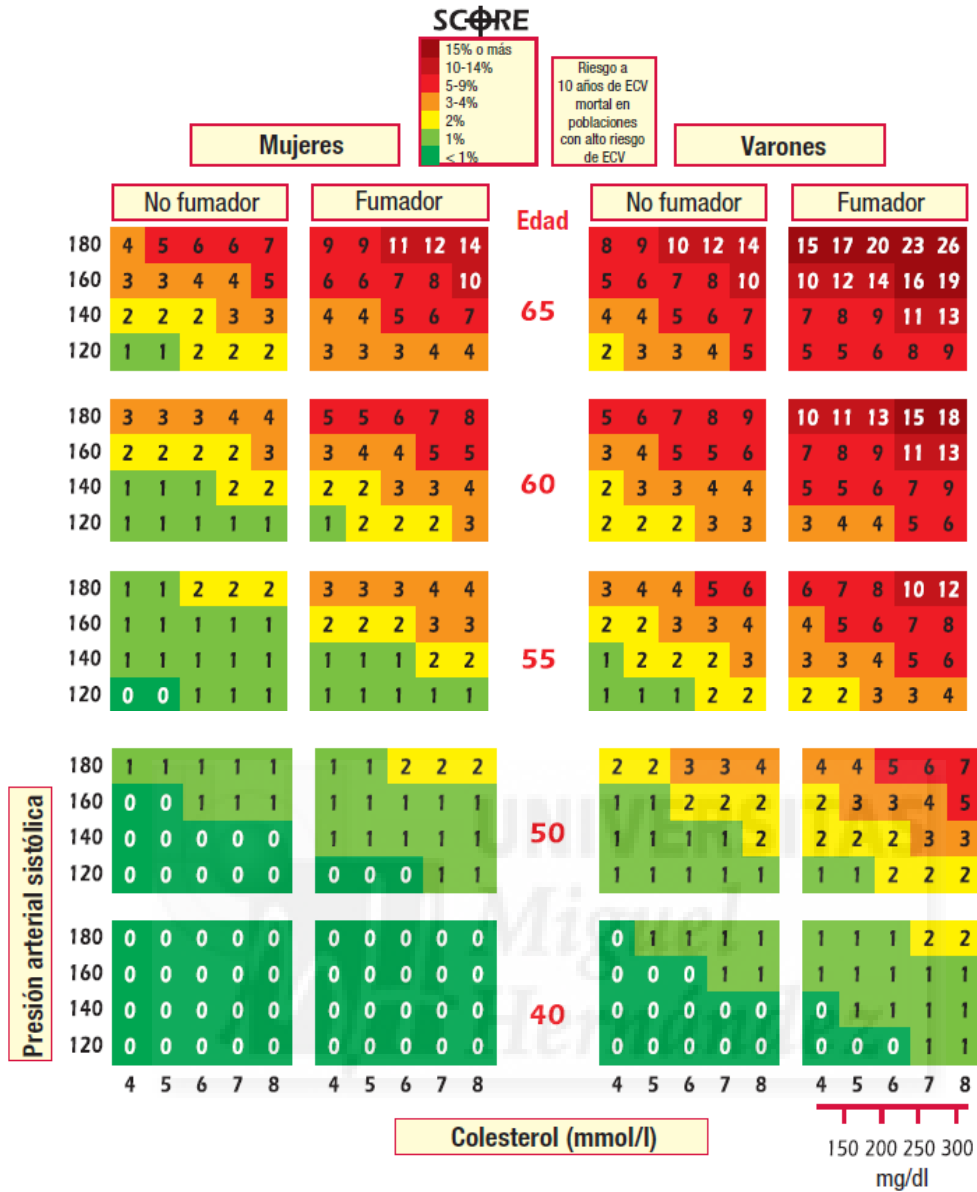 SCORE
15% o más
10-14%
5-9%
3-4%
2%
1%
< 1%
Riesgo a
10 años de ECV
mortal en
poblaciones
con alto riesgo
de ECV
Mujeres
Varones
No fumador
Fumador
Edad
No fumador
Fumador
180 4 5 6 6 7 9 9 11 12 14 8 9 10 12 14 15 17 20 23 26
160 3 3 4 4 5 6 6 7 8 10 5 6 7 8 10 10 12 14 16 19
65
140 2 2 2 3 3 4 4 5 6 7 4 4 5 6 7 7 8 9 11 13
120 1 1 2 2 2 3 3 3 4 4 2 3 3 4 5 5 5 6 8 9
180 3 3 3 4 4 5 5 6 7 8 5 6 7 8 9 10 11 13 15 18
160 2 2 2 2 3 3 4 4 5 5 3 4 5 5 6 7 8 9 11 13
60
140 1 1 1 2 2 2 2 3 3 4 2 3 3 4 4 5 5 6 7 9
120 1 1 1 1 1 1 2 2 2 3 2 2 2 3 3 3 4 4 5 6
180 1 1 2 2 2 3 3 3 4 4 3 4 4 5 6 6 7 8 10 12
160 1 1 1 1 1 2 2 2 3 3 2 2 3 3 4 4 5 6 7 8
55
140 1 1 1 1 1 1 1 1 2 2 1 2 2 2 3 3 3 4 5 6
120 0 0 1 1 1 1 1 1 1 1 1 1 1 2 2 2 2 3 3 4
180 1 1 1 1 1 1 1 2 2 2 2 2 3 3 4 4 4 5 6 7
160 0 0 1 1 1 1 1 1 1 1 1 1 2 2 2 2 3 3 4 5
50
140 0 0 0 0 0 1 1 1 1 1 1 1 1 1 2 2 2 2 3 3
120 0 0 0 0 0 0 0 0 1 1 1 1 1 1 1 1 1 2 2 2
180 0 0 0 0 0 0 0 0 0 0 0 1 1 1 1 1 1 1 2 2
160 0 0 0 0 0 0 0 0 0 0 0 0 0 1 1 1 1 1 1 1
40
140 0 0 0 0 0 0 0 0 0 0 0 0 0 0 0 0 1 1 1 1
120 0 0 0 0 0 0 0 0 0 0 0 0 0 0 0 0 0 0 1 1
4 5 6 7 8 4 5 6 7 8 4 5 6 7 8 4 5 6 7 8
Presión arterial sistólica
Colesterol (mmol/l)
150 200 250 300
mg/dl
UNIVERSITAS
Miguel
Hernández